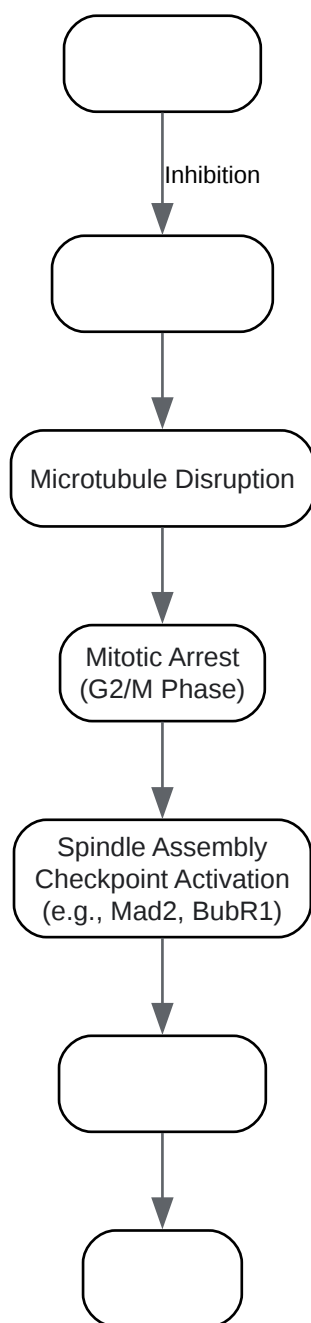 Inhibition
Microtubule Disruption
Mitotic Arrest
(G2/M Phase)
Spindle Assembly
Checkpoint Activation
(e.g., Mad2, BubR1)